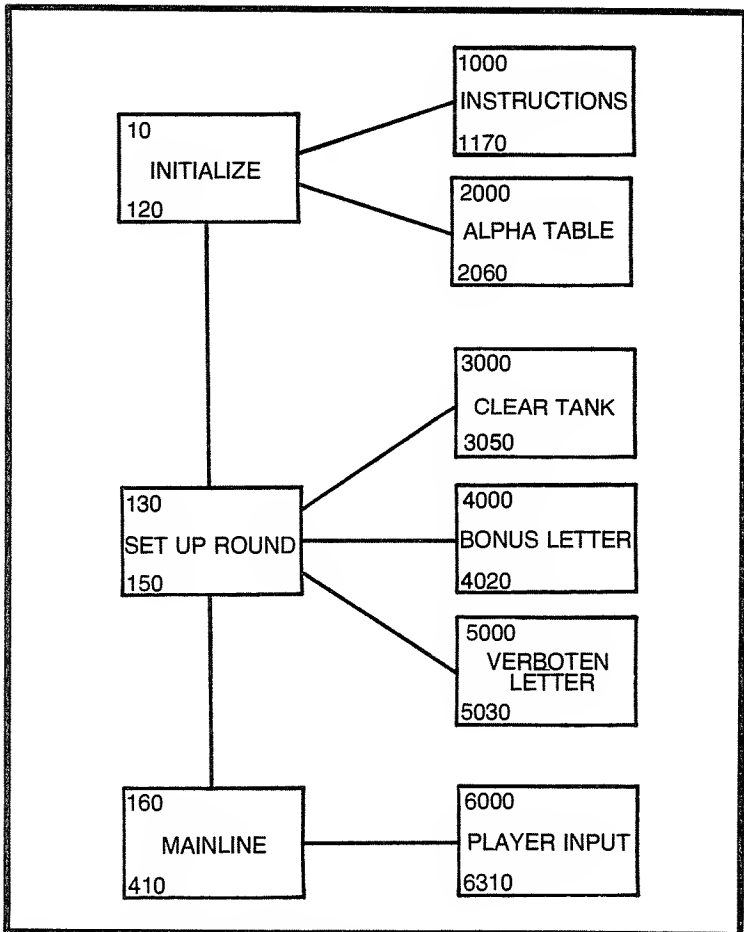 1000
INSTRUCTIONS
1170
10
INITIALIZE
120
2000
ALPHA TABLE
2060
3000
CLEAR TANK
3050
130
SET UP ROUND
150
4000
BONUS LETTER
4020
5000
VERBOTEN
LETTER
5030
160
MAINLINE
410
6000
PLAYER INPUT
6310